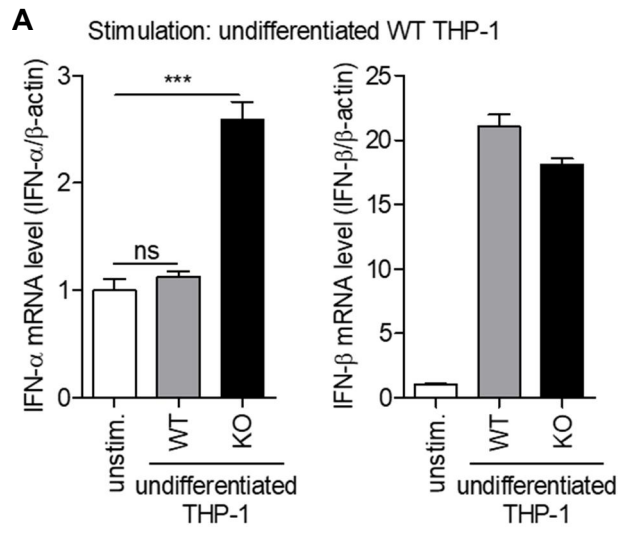 A
Stimulation: undifferentiated WT THP-1
IFN-α mRNA level (IFN-α/β-actin)
3
2
1
0
***
ns
unstim.
WT
KO
undifferentiated
THP-1
IFN-β mRNA level (IFN-β/β-actin)
25
20
15
10
5
0
unstim.
WT
KO
undifferentiated
THP-1